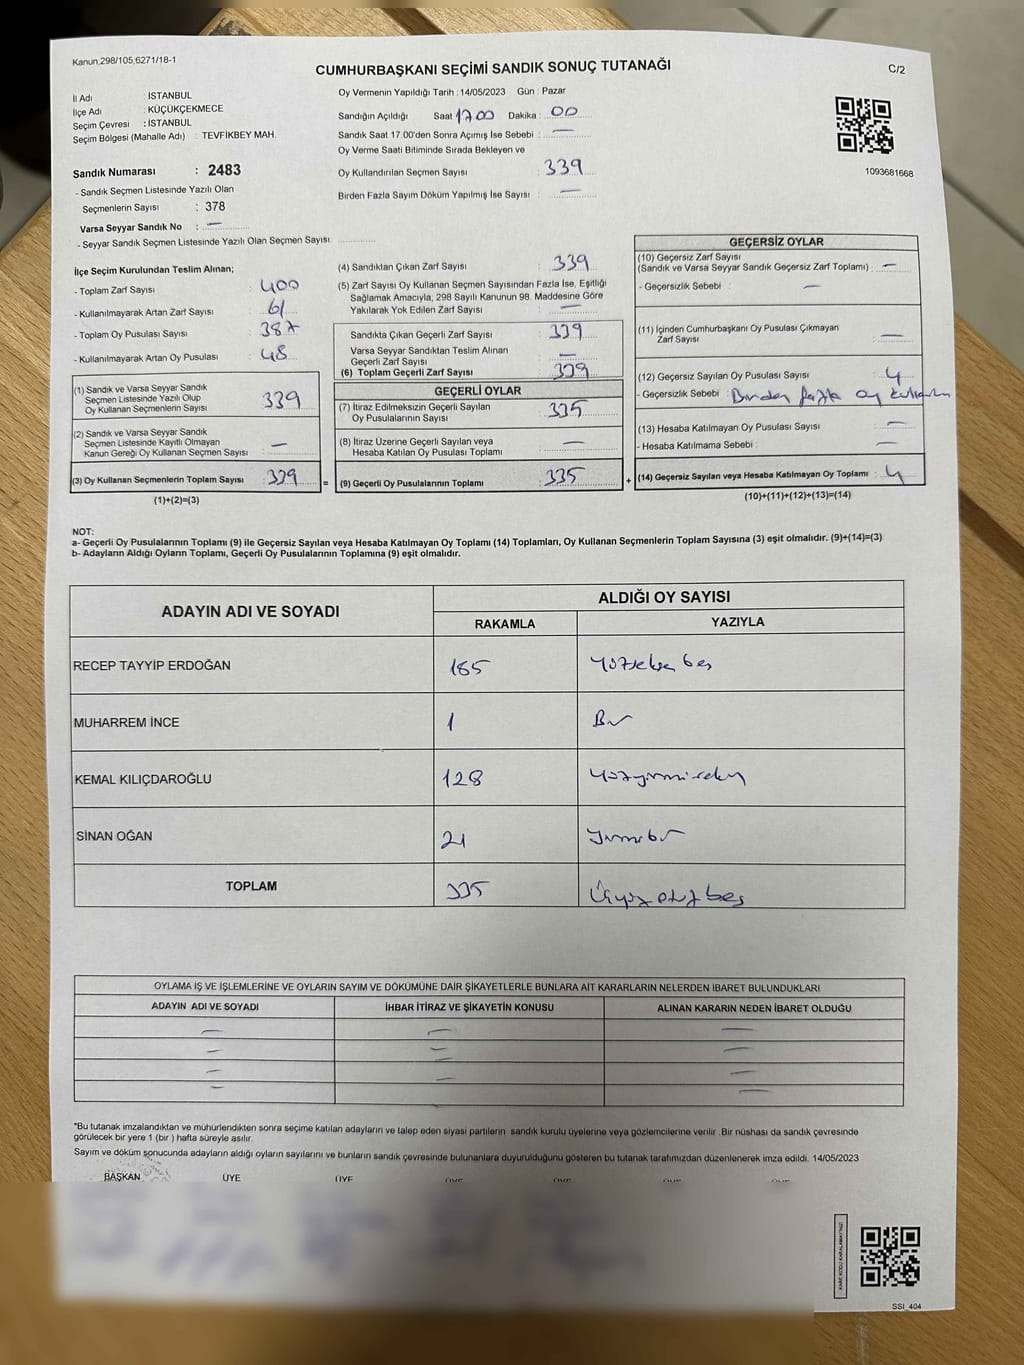 Kanun,298/105,6271/18-1
CUMHURBAŞKANI SEÇİMİ SANDIK SONUÇ TUTANAĞI
C/2
İl Adı : İSTANBUL
İlçe Adı : KÜÇÜKÇEKMECE
Seçim Çevresi : İSTANBUL
Seçim Bölgesi (Mahalle Adı) : TEVFİKBEY MAH.
Sandık Numarası : 2483
- Sandık Seçmen Listesinde Yazılı Olan
Seçmenlerin Sayısı : 378
Varsa Seyyar Sandık No : —
- Seyyar Sandık Seçmen Listesinde Yazılı Olan Seçmen Sayısı:
Oy Vermenin Yapıldığı Tarih : 14/05/2023 Gün : Pazar
Sandığın Açıldığı Saat 17.00 Dakika : 00
Sandık Saat 17.00'den Sonra Açımış İse Sebebi : —
Oy Verme Saati Bitiminde Sırada Bekleyen ve
Oy Kullandırılan Seçmen Sayısı : 339
Birden Fazla Sayım Döküm Yapılmış İse Sayısı : —
1093681668
İlçe Seçim Kurulundan Teslim Alınan;
- Toplam Zarf Sayısı : 400
- Kullanılmayarak Artan Zarf Sayısı : 61
- Toplam Oy Pusulası Sayısı : 387
- Kullanılmayarak Artan Oy Pusulası : 48
(1) Sandık ve Varsa Seyyar Sandık
Seçmen Listesinde Yazılı Olup
Oy Kullanan Seçmenlerin Sayısı : 339
(2) Sandık ve Varsa Seyyar Sandık
Seçmen Listesinde Kayıtlı Olmayan
Kanun Gereği Oy Kullanan Seçmen Sayısı : —
(3) Oy Kullanan Seçmenlerin Toplam Sayısı : 339
(1)+(2)=(3)
(4) Sandıktan Çıkan Zarf Sayısı : 339
(5) Zarf Sayısı Oy Kullanan Seçmen Sayısından Fazla İse, Eşitliği
Sağlamak Amacıyla; 298 Sayılı Kanunun 98. Maddesine Göre
Yakılarak Yok Edilen Zarf Sayısı : —
Sandıkta Çıkan Geçerli Zarf Sayısı : 339
Varsa Seyyar Sandıktan Teslim Alınan
Geçerli Zarf Sayısı : —
(6) Toplam Geçerli Zarf Sayısı : 339
GEÇERLİ OYLAR
(7) İtiraz Edilmeksizin Geçerli Sayılan
Oy Pusulalarının Sayısı : 335
(8) İtiraz Üzerine Geçerli Sayılan veya
Hesaba Katılan Oy Pusulası Toplamı : —
= (9) Geçerli Oy Pusulalarının Toplamı : 335
GEÇERSİZ OYLAR
(10) Geçersiz Zarf Sayısı
(Sandık ve Varsa Seyyar Sandık Geçersiz Zarf Toplamı) : —
- Geçersizlik Sebebi : —
(11) İçinden Cumhurbaşkanı Oy Pusulası Çıkmayan
Zarf Sayısı : —
(12) Geçersiz Sayılan Oy Pusulası Sayısı : 4
- Geçersizlik Sebebi : Birden fazla oy kullanılm
(13) Hesaba Katılmayan Oy Pusulası Sayısı : —
- Hesaba Katılmama Sebebi : —
+ (14) Geçersiz Sayılan veya Hesaba Katılmayan Oy Toplamı : 4
(10)+(11)+(12)+(13)=(14)
NOT:
a- Geçerli Oy Pusulalarının Toplamı (9) ile Geçersiz Sayılan veya Hesaba Katılmayan Oy Toplamı (14) Toplamları, Oy Kullanan Seçmenlerin Toplam Sayısına (3) eşit olmalıdır. (9)+(14)=(3)
b- Adayların Aldığı Oyların Toplamı, Geçerli Oy Pusulalarının Toplamına (9) eşit olmalıdır.
ADAYIN ADI VE SOYADI
ALDIĞI OY SAYISI
RAKAMLA YAZIYLA
RECEP TAYYİP ERDOĞAN 185 Yüzseksen beş
MUHARREM İNCE 1 Bir
KEMAL KILIÇDAROĞLU 128 Yüzyirmisekiz
SİNAN OĞAN 21 Yirmibir
TOPLAM 335 Üçyüz otuz beş
OYLAMA İŞ VE İŞLEMLERİNE VE OYLARIN SAYIM VE DÖKÜMÜNE DAİR ŞİKAYETLERLE BUNLARA AİT KARARLARIN NELERDEN İBARET BULUNDUKLARI
ADAYIN ADI VE SOYADI İHBAR İTİRAZ VE ŞİKAYETİN KONUSU ALINAN KARARIN NEDEN İBARET OLDUĞU
— — —
— — —
— — —
— —
*Bu tutanak imzalandıktan ve mühürlendikten sonra seçime katılan adayların ve talep eden siyasi partilerin sandık kurulu üyelerine veya gözlemcilerine verilir .Bir nüshası da sandık çevresinde
görülecek bir yere 1 (bir ) hafta süreyle asılır.
Sayım ve döküm sonucunda adayların aldığı oyların sayılarını ve bunların sandık çevresinde bulunanlara duyurulduğunu gösteren bu tutanak tarafımızdan düzenlenerek imza edildi. 14/05/2023
BAŞKAN ÜYE ÜYE ÜYE ÜYE ÜYE ÜYE
KARE KODU KARALAMAYINIZ!
SSI_404